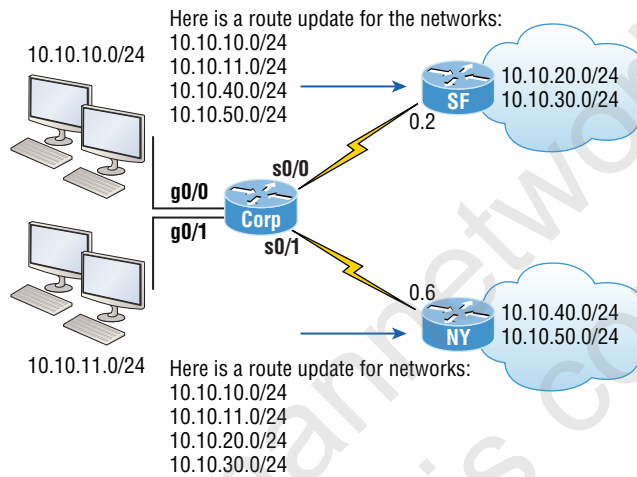 Here is a route update for the networks:
10.10.10.0/24
10.10.11.0/24
10.10.40.0/24
10.10.50.0/24
10.10.10.0/24
SF
10.10.20.0/24
10.10.30.0/24
0.2
s0/0
g0/0
Corp
g0/1
s0/1
0.6
NY
10.10.40.0/24
10.10.50.0/24
10.10.11.0/24
Here is a route update for networks:
10.10.10.0/24
10.10.11.0/24
10.10.20.0/24
10.10.30.0/24